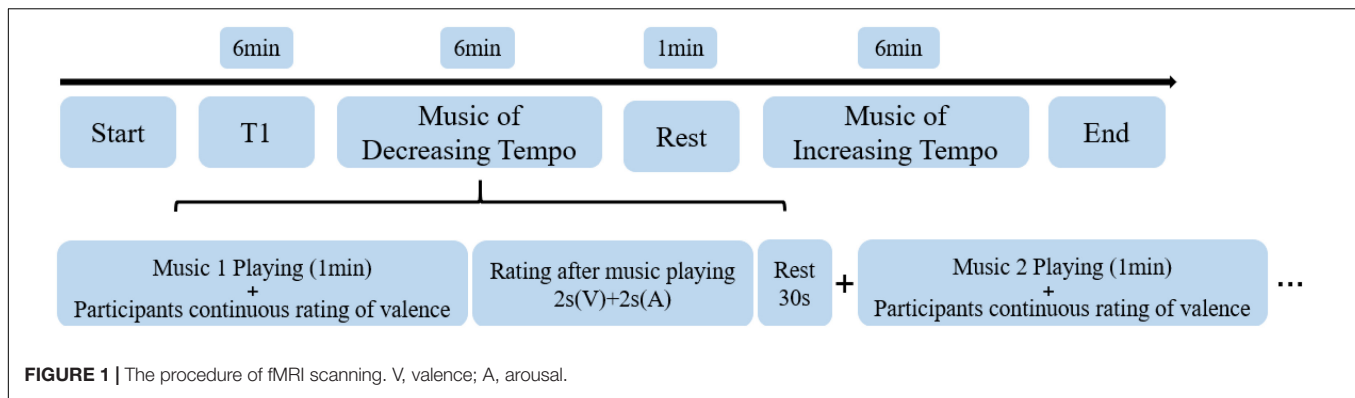 6min 6min 1min 6min
Start T1 Music of Decreasing Tempo Rest Music of Increasing Tempo End
Music 1 Playing (1min)
+
Participants continuous rating of valence
Rating after music playing
2s(V)+2s(A)
Rest
30s
+
Music 2 Playing (1min)
+
Participants continuous rating of valence
...
FIGURE 1 | The procedure of fMRI scanning. V, valence; A, arousal.